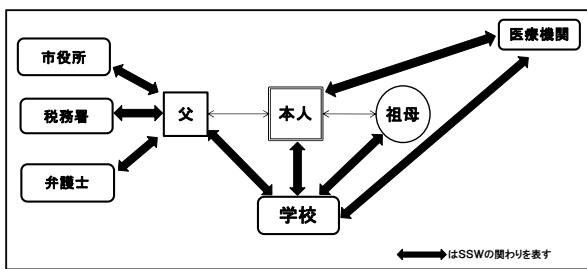 医療機関
市役所
税務署
父
本人
祖母
弁護士
学校
はSSWの関わりを表す